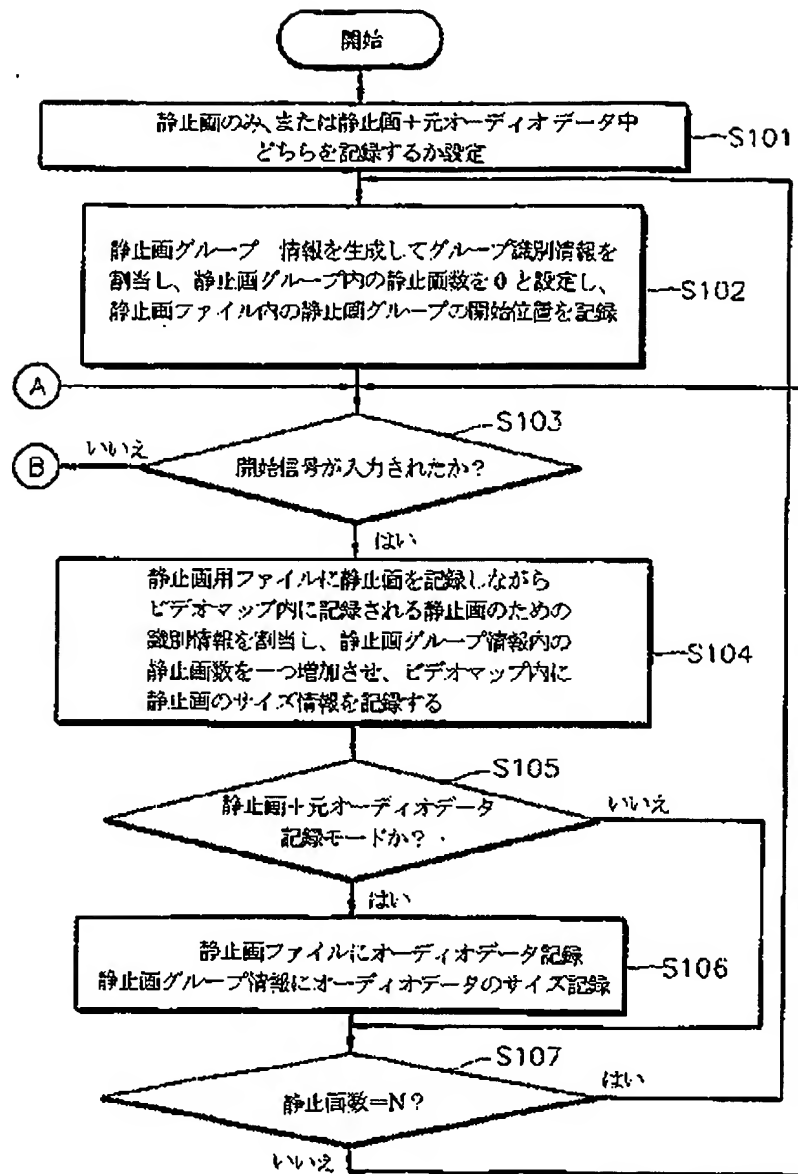 開始
静止画のみ、または静止画+元オーディオデータ中
どちらを記録するか設定
S101
静止画グループ 情報を生成してグループ識別情報を
割当し、静止画グループ内の静止画数を0と設定し、
静止画ファイル内の静止画グループの開始位置を記録
S102
A
S103
いいえ
B
開始信号が入力されたか?
はい
静止画用ファイルに静止画を記録しながら
ビデオマップ内に記録される静止画のための
識別情報を割当し、静止画グループ情報内の
静止画数を一つ増加させ、ビデオマップ内に
静止画のサイズ情報を記録する
S104
S105
静止画+元オーディオデータ
記録モードか?
いいえ
はい
静止画ファイルにオーディオデータ記録
静止画グループ情報にオーディオデータのサイズ記録
S106
S107
はい
静止画数=N?
いいえ